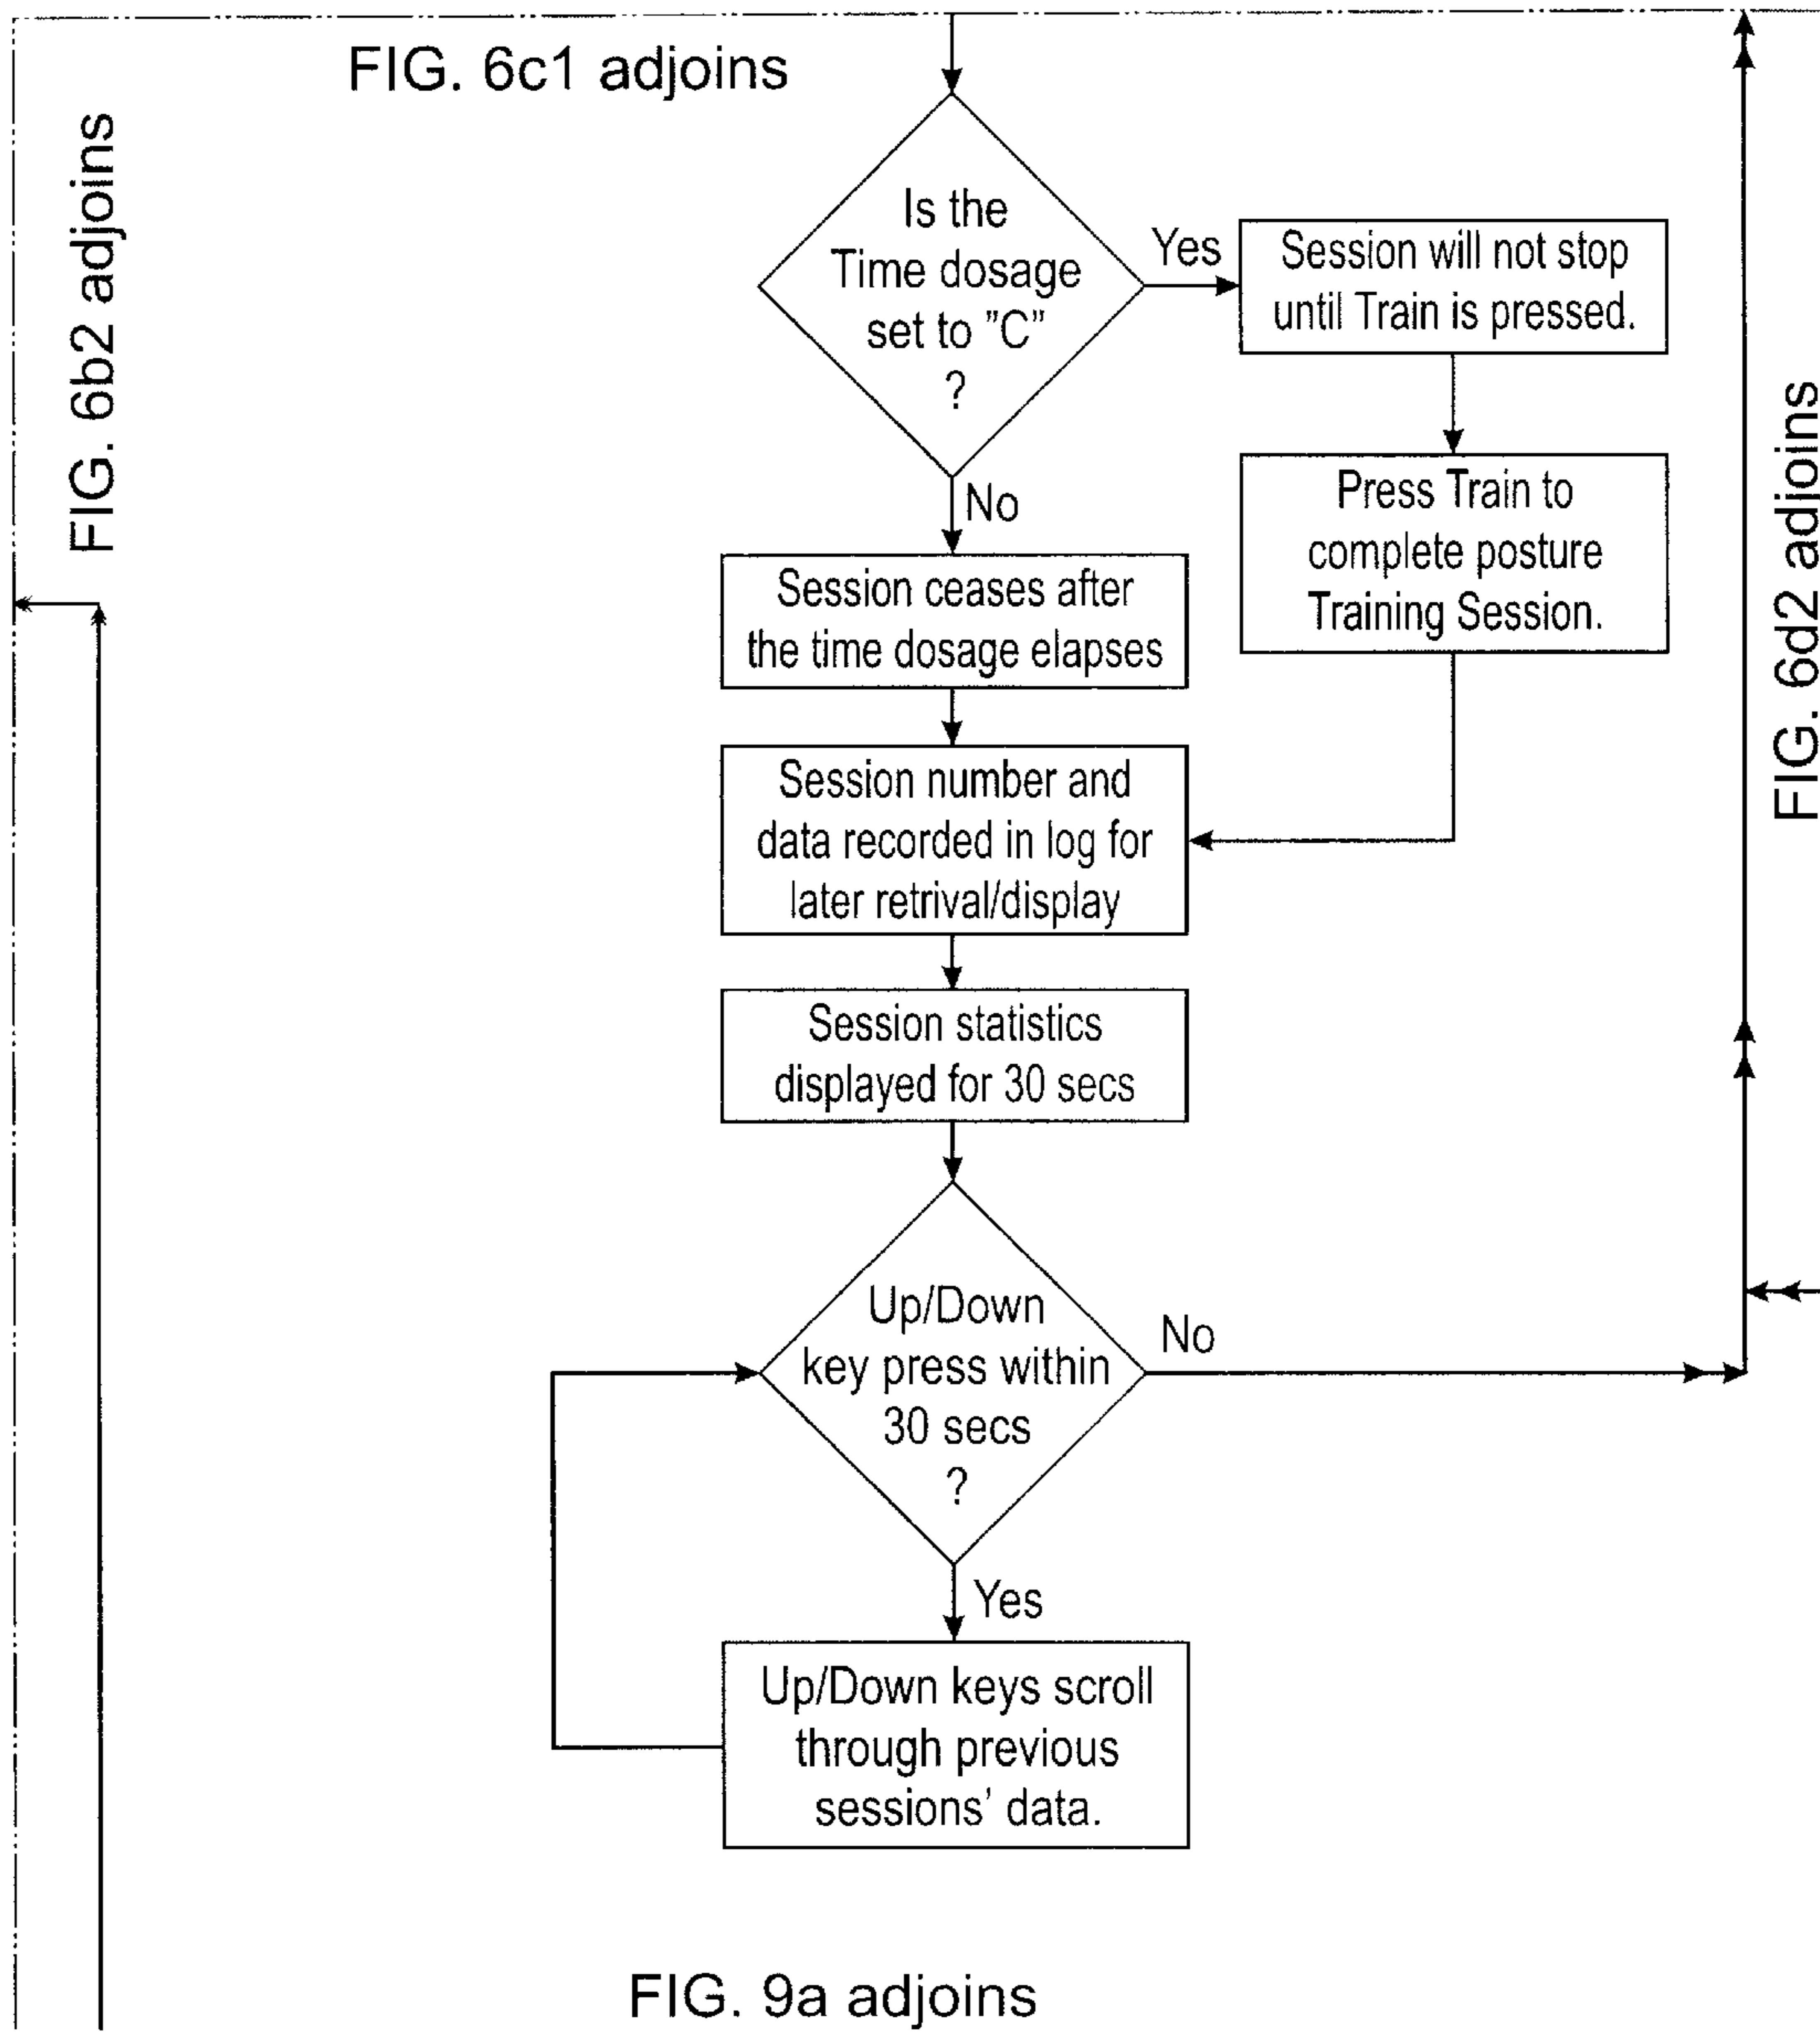 FIG. 6c1 adjoins
FIG. 6b2 adjoins
Is the
Time dosage
set to "C"
?
Yes
Session will not stop
until Train is pressed.
Press Train to
complete posture
Training Session.
No
Session ceases after
the time dosage elapses
Session number and
data recorded in log for
later retrival/display
Session statistics
displayed for 30 secs
Up/Down
key press within
30 secs
?
No
Yes
Up/Down keys scroll
through previous
sessions' data.
FIG. 6d2 adjoins
FIG. 9a adjoins